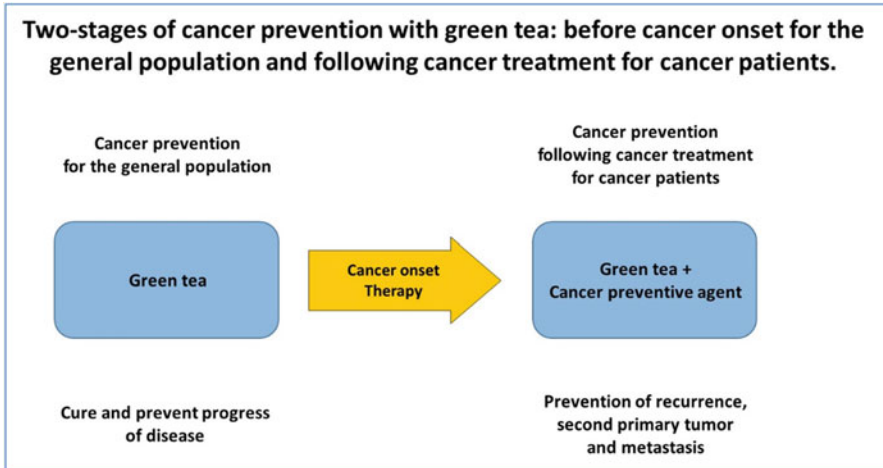 Two-stages of cancer prevention with green tea: before cancer onset for the
general population and following cancer treatment for cancer patients.
Cancer prevention
for the general population
Cancer prevention
following cancer treatment
for cancer patients
Green tea
Cancer onset
Therapy
Green tea +
Cancer preventive agent
Cure and prevent progress
of disease
Prevention of recurrence,
second primary tumor
and metastasis